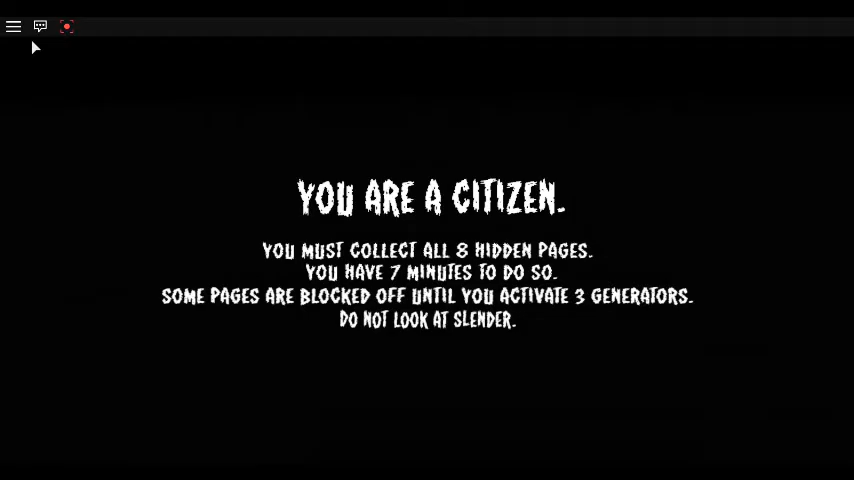 YOU ARE A CITIZEN.
YOU MUST COLLECT ALL 8 HIDDEN PAGES.
YOU HAVE 7 MINUTES TO DO SO.
SOME PAGES ARE BLOCKED OFF UNTIL YOU ACTIVATE 3 GENERATORS.
DO NOT LOOK AT SLENDER.